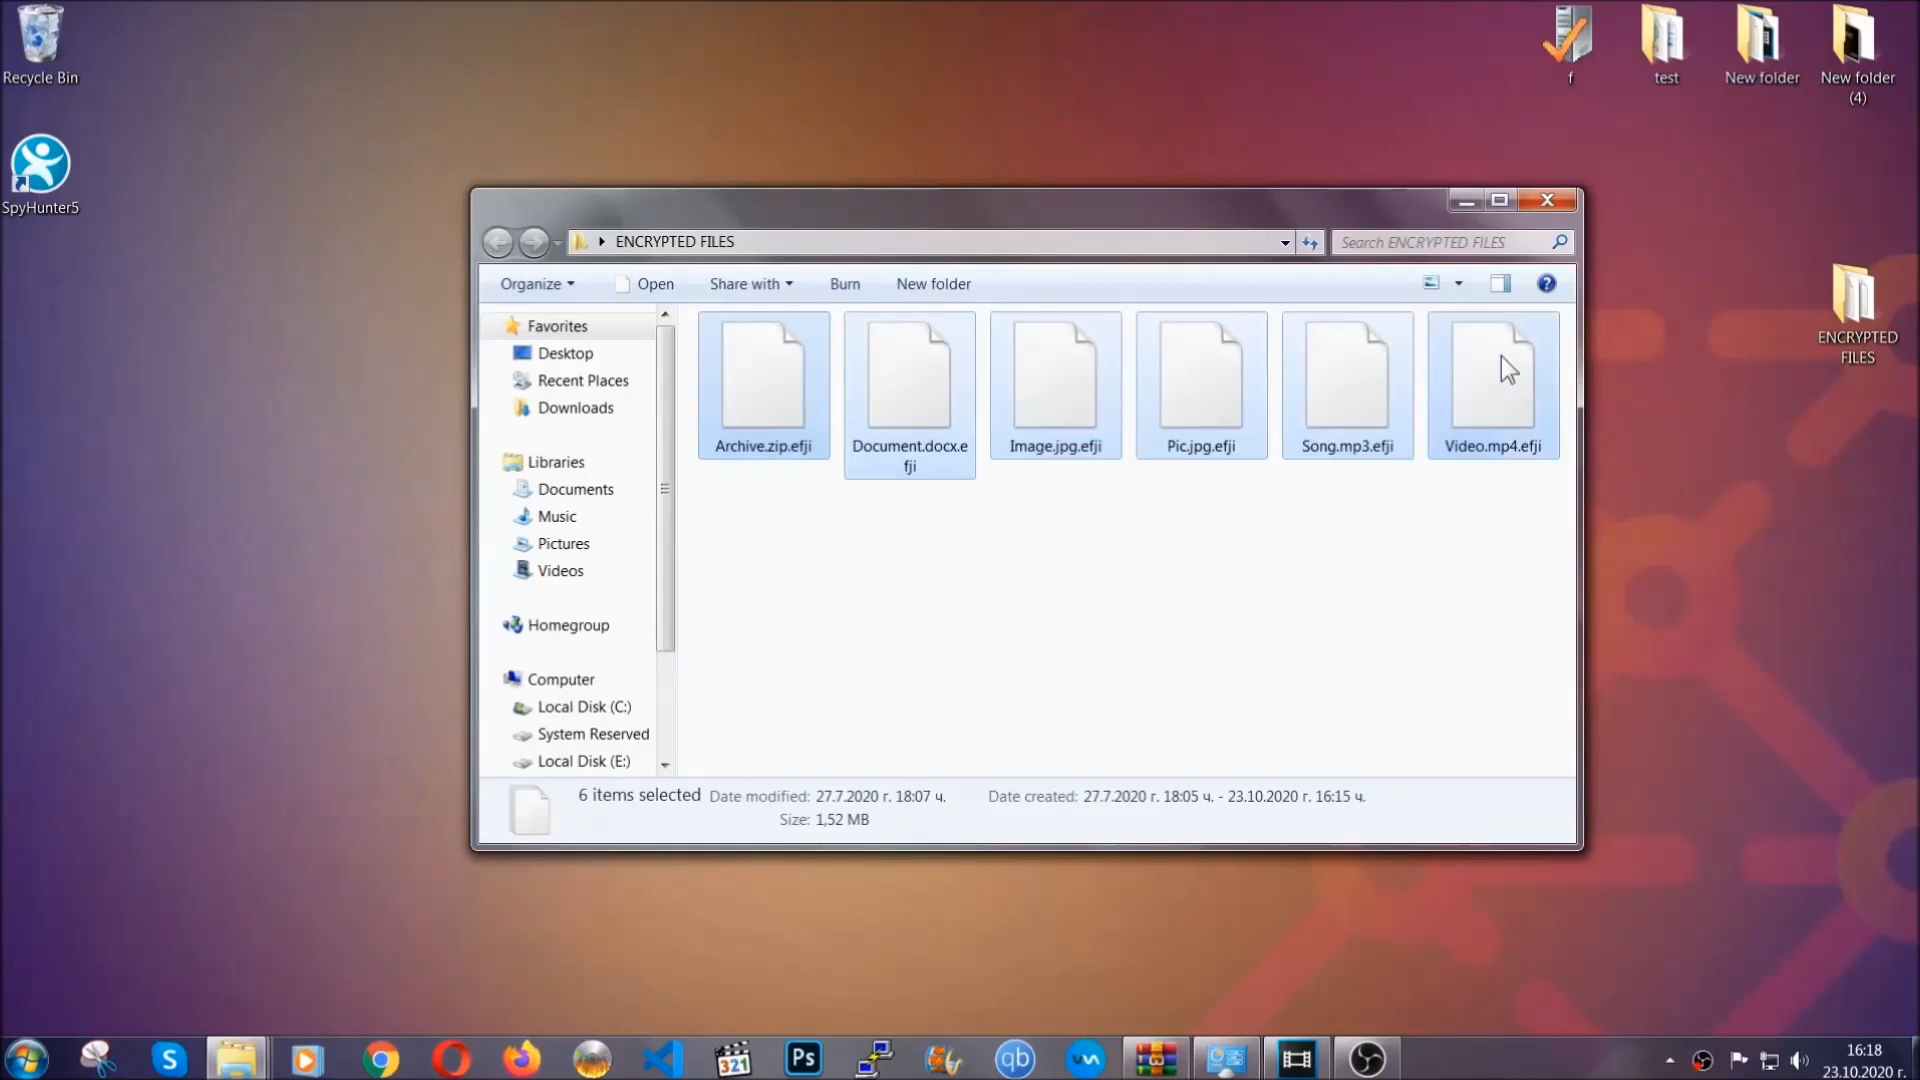 Recycle Bin
SpyHunter5
f
test
New folder
New folder
(4)
ENCRYPTED
FILES
ENCRYPTED FILES
Search ENCRYPTED FILES
Organize
Open
Share with
Burn
New folder
Favorites
Desktop
Recent Places
Downloads
Libraries
Documents
Music
Pictures
Videos
Homegroup
Computer
Local Disk (C:)
System Reserved
Local Disk (E:)
Archive.zip.efji
Document.docx.e
fji
Image.jpg.efji
Pic.jpg.efji
Song.mp3.efji
Video.mp4.efji
6 items selected Date modified: 27.7.2020 г. 18:07 ч. Date created: 27.7.2020 г. 18:05 ч. - 23.10.2020 г. 16:15 ч.
Size: 1,52 MB
S
321
Ps
qb
16:18
23.10.2020 г.